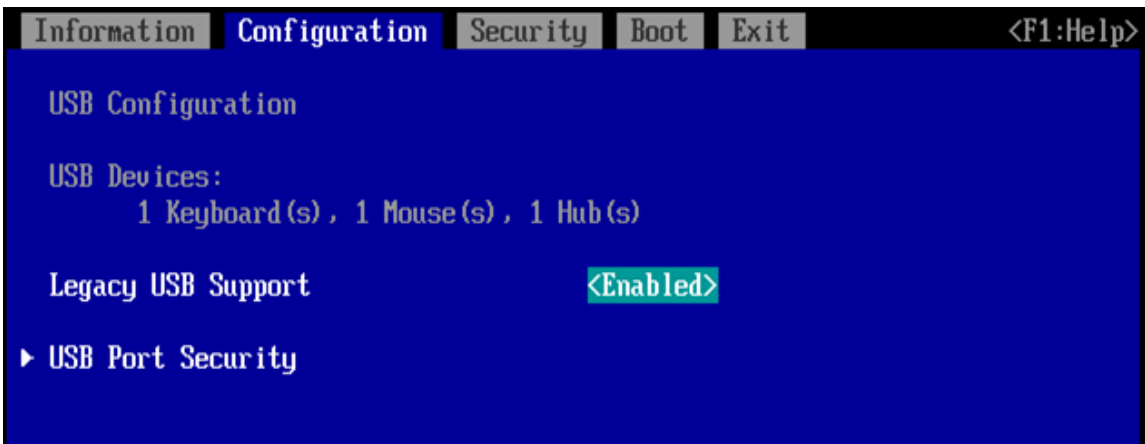 Information Configuration Security Boot Exit <F1:Help>
USB Configuration
USB Devices:
1 Keyboard(s), 1 Mouse(s), 1 Hub(s)
Legacy USB Support <Enabled>
USB Port Security